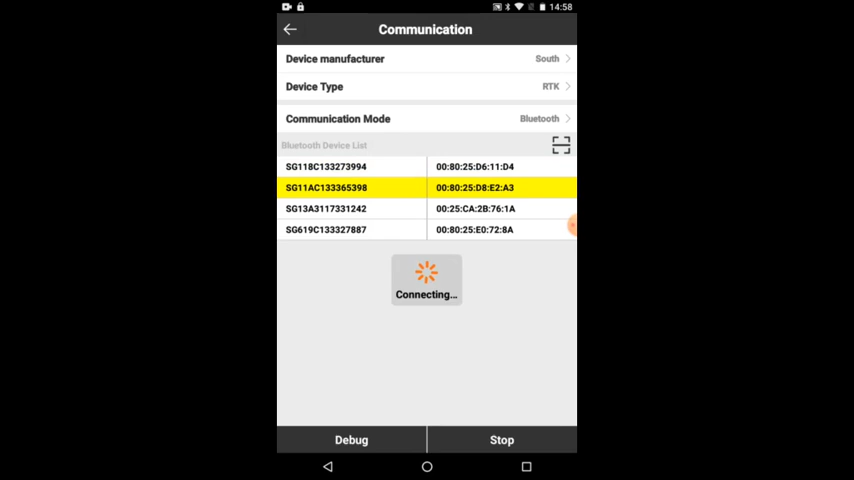 14:58
Communication
Device manufacturer South
Device Type RTK
Communication Mode Bluetooth
Bluetooth Device List
SG118C133273994 00:80:25:D6:11:D4
SG11AC133365398 00:80:25:D8:E2:A3
SG13A3117331242 00:25:CA:2B:76:1A
SG619C133327887 00:80:25:E0:72:8A
Connecting...
Debug Stop